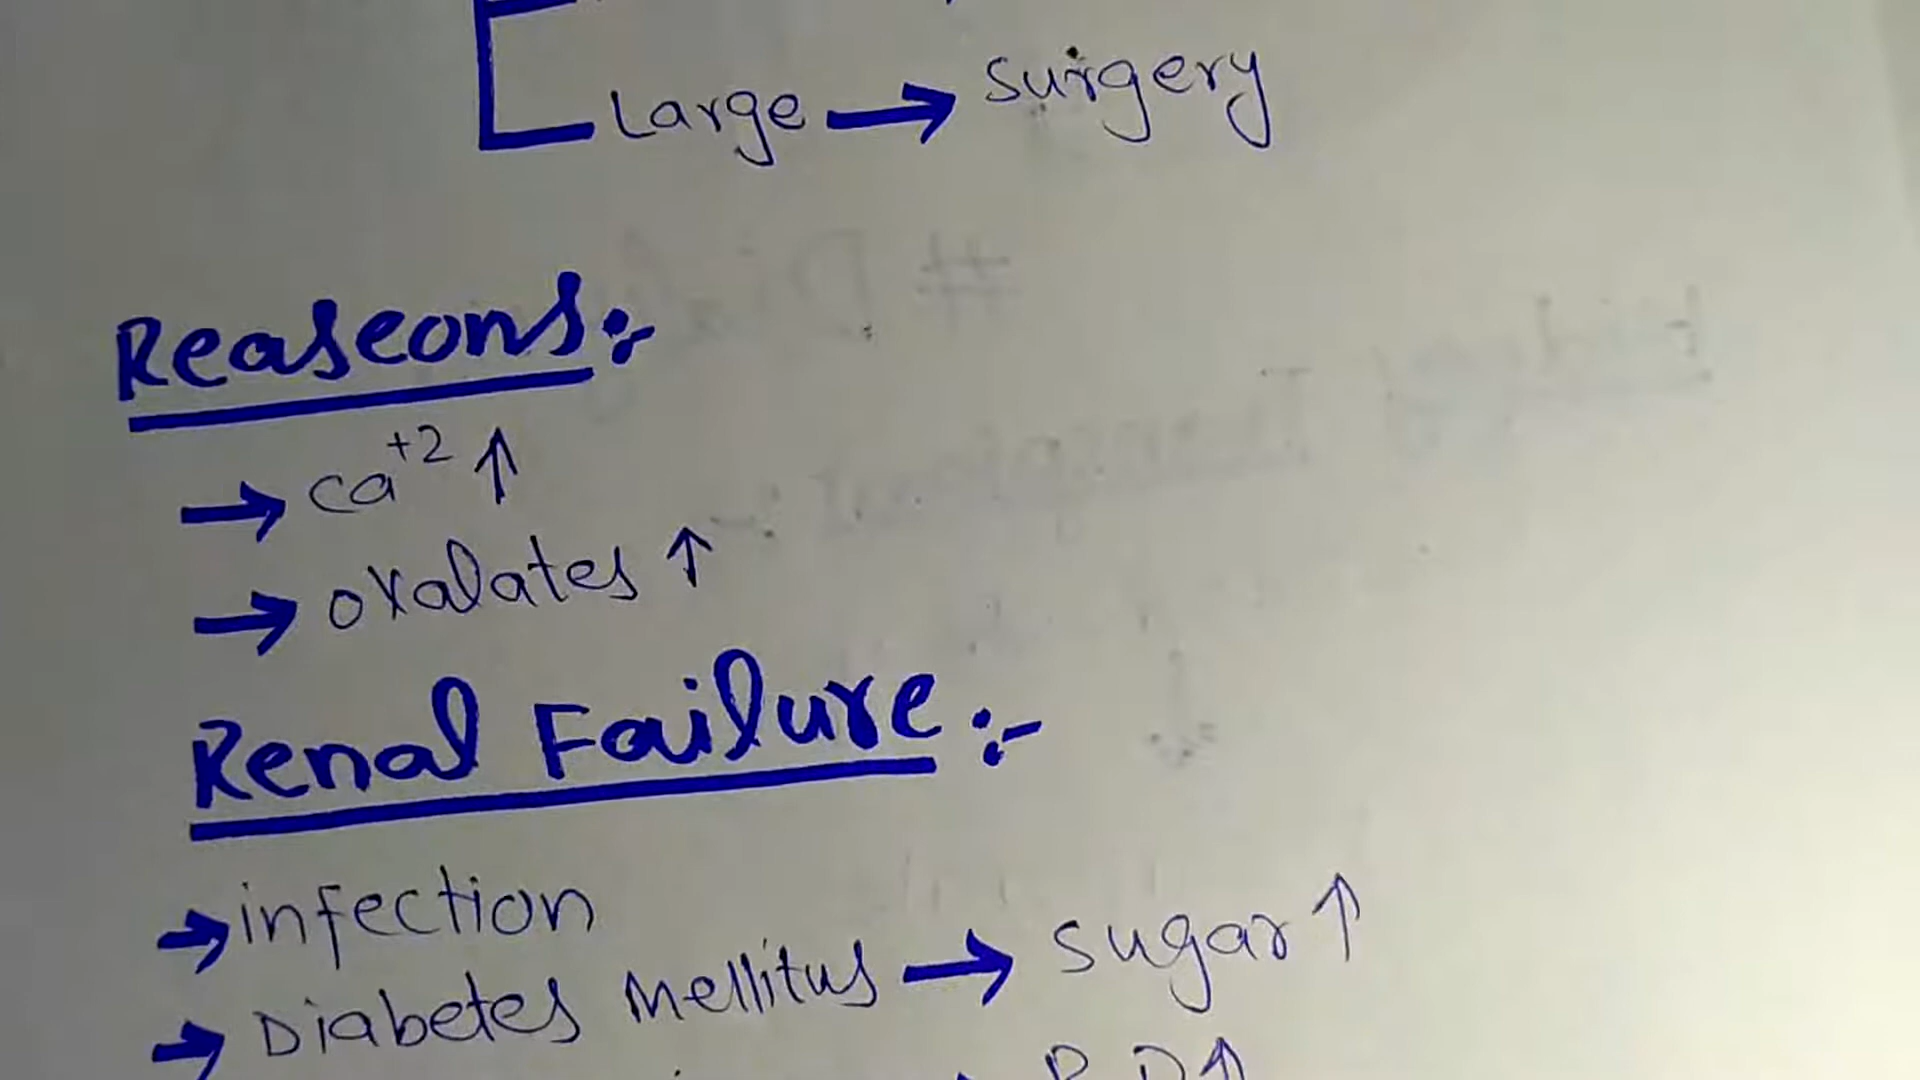 Large → surgery
Reaseons :-
→ ca+2 ↑
→ oxalates ↑
Renal Failure :-
→ infection
→ Diabetes Mellitus → sugar ↑